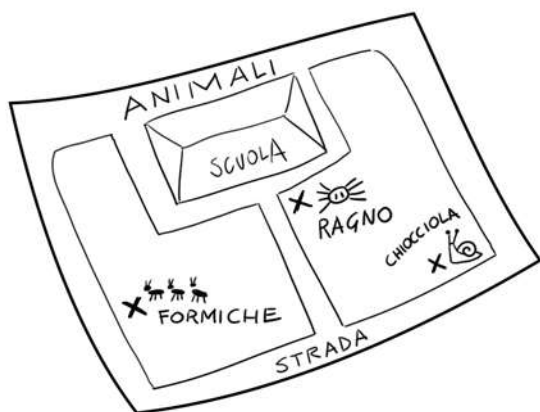 ANIMALI
SCUOLA
RAGNO
CHIOCCIOLA
FORMICHE
STRADA